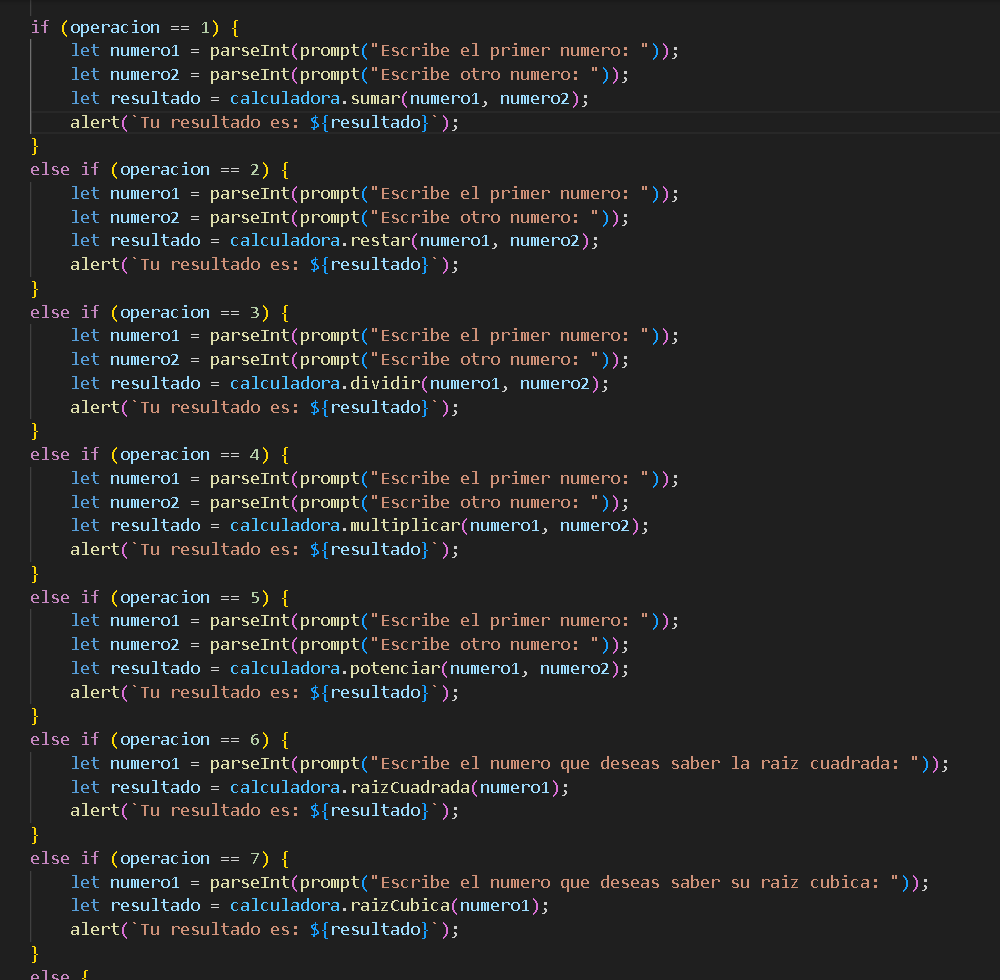 if (operacion == 1) {
    let numero1 = parseInt(prompt("Escribe el primer numero: "));
    let numero2 = parseInt(prompt("Escribe otro numero: "));
    let resultado = calculadora.sumar(numero1, numero2);
    alert(`Tu resultado es: ${resultado}`);
}
else if (operacion == 2) {
    let numero1 = parseInt(prompt("Escribe el primer numero: "));
    let numero2 = parseInt(prompt("Escribe otro numero: "));
    let resultado = calculadora.restar(numero1, numero2);
    alert(`Tu resultado es: ${resultado}`);
}
else if (operacion == 3) {
    let numero1 = parseInt(prompt("Escribe el primer numero: "));
    let numero2 = parseInt(prompt("Escribe otro numero: "));
    let resultado = calculadora.dividir(numero1, numero2);
    alert(`Tu resultado es: ${resultado}`);
}
else if (operacion == 4) {
    let numero1 = parseInt(prompt("Escribe el primer numero: "));
    let numero2 = parseInt(prompt("Escribe otro numero: "));
    let resultado = calculadora.multiplicar(numero1, numero2);
    alert(`Tu resultado es: ${resultado}`);
}
else if (operacion == 5) {
    let numero1 = parseInt(prompt("Escribe el primer numero: "));
    let numero2 = parseInt(prompt("Escribe otro numero: "));
    let resultado = calculadora.potenciar(numero1, numero2);
    alert(`Tu resultado es: ${resultado}`);
}
else if (operacion == 6) {
    let numero1 = parseInt(prompt("Escribe el numero que deseas saber la raiz cuadrada: "));
    let resultado = calculadora.raizCuadrada(numero1);
    alert(`Tu resultado es: ${resultado}`);
}
else if (operacion == 7) {
    let numero1 = parseInt(prompt("Escribe el numero que deseas saber su raiz cubica: "));
    let resultado = calculadora.raizCubica(numero1);
    alert(`Tu resultado es: ${resultado}`);
}
else {